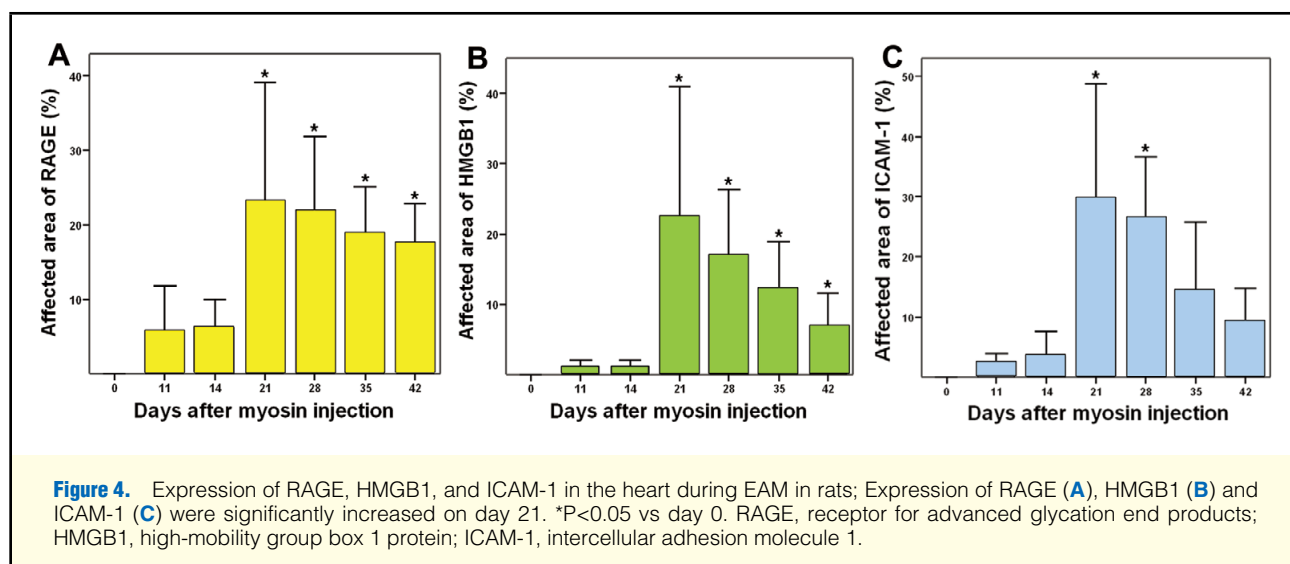 A
Affected area of RAGE (%)
40
30
20
10
* * * *
0 11 14 21 28 35 42
Days after myosin injection
B
Affected area of HMGB1 (%)
40
30
20
10
* * * *
0 11 14 21 28 35 42
Days after myosin injection
C
Affected area of ICAM-1 (%)
50
40
30
20
10
* *
0 11 14 21 28 35 42
Days after myosin injection
Figure 4. Expression of RAGE, HMGB1, and ICAM-1 in the heart during EAM in rats; Expression of RAGE (A), HMGB1 (B) and
ICAM-1 (C) were significantly increased on day 21. *P<0.05 vs day 0. RAGE, receptor for advanced glycation end products;
HMGB1, high-mobility group box 1 protein; ICAM-1, intercellular adhesion molecule 1.